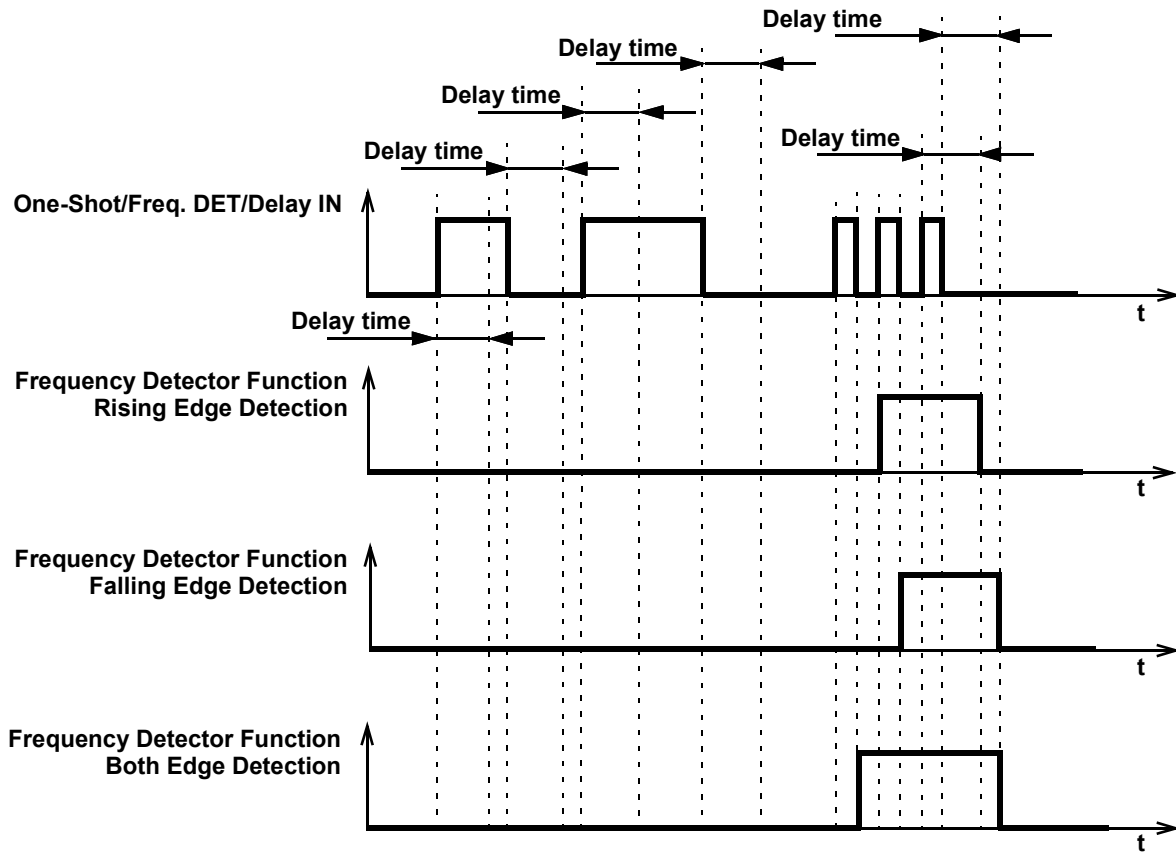 Delay time
Delay time
Delay time
Delay time
Delay time
One-Shot/Freq. DET/Delay IN
t
Delay time
Frequency Detector Function
Rising Edge Detection
t
Frequency Detector Function
Falling Edge Detection
t
Frequency Detector Function
Both Edge Detection
t